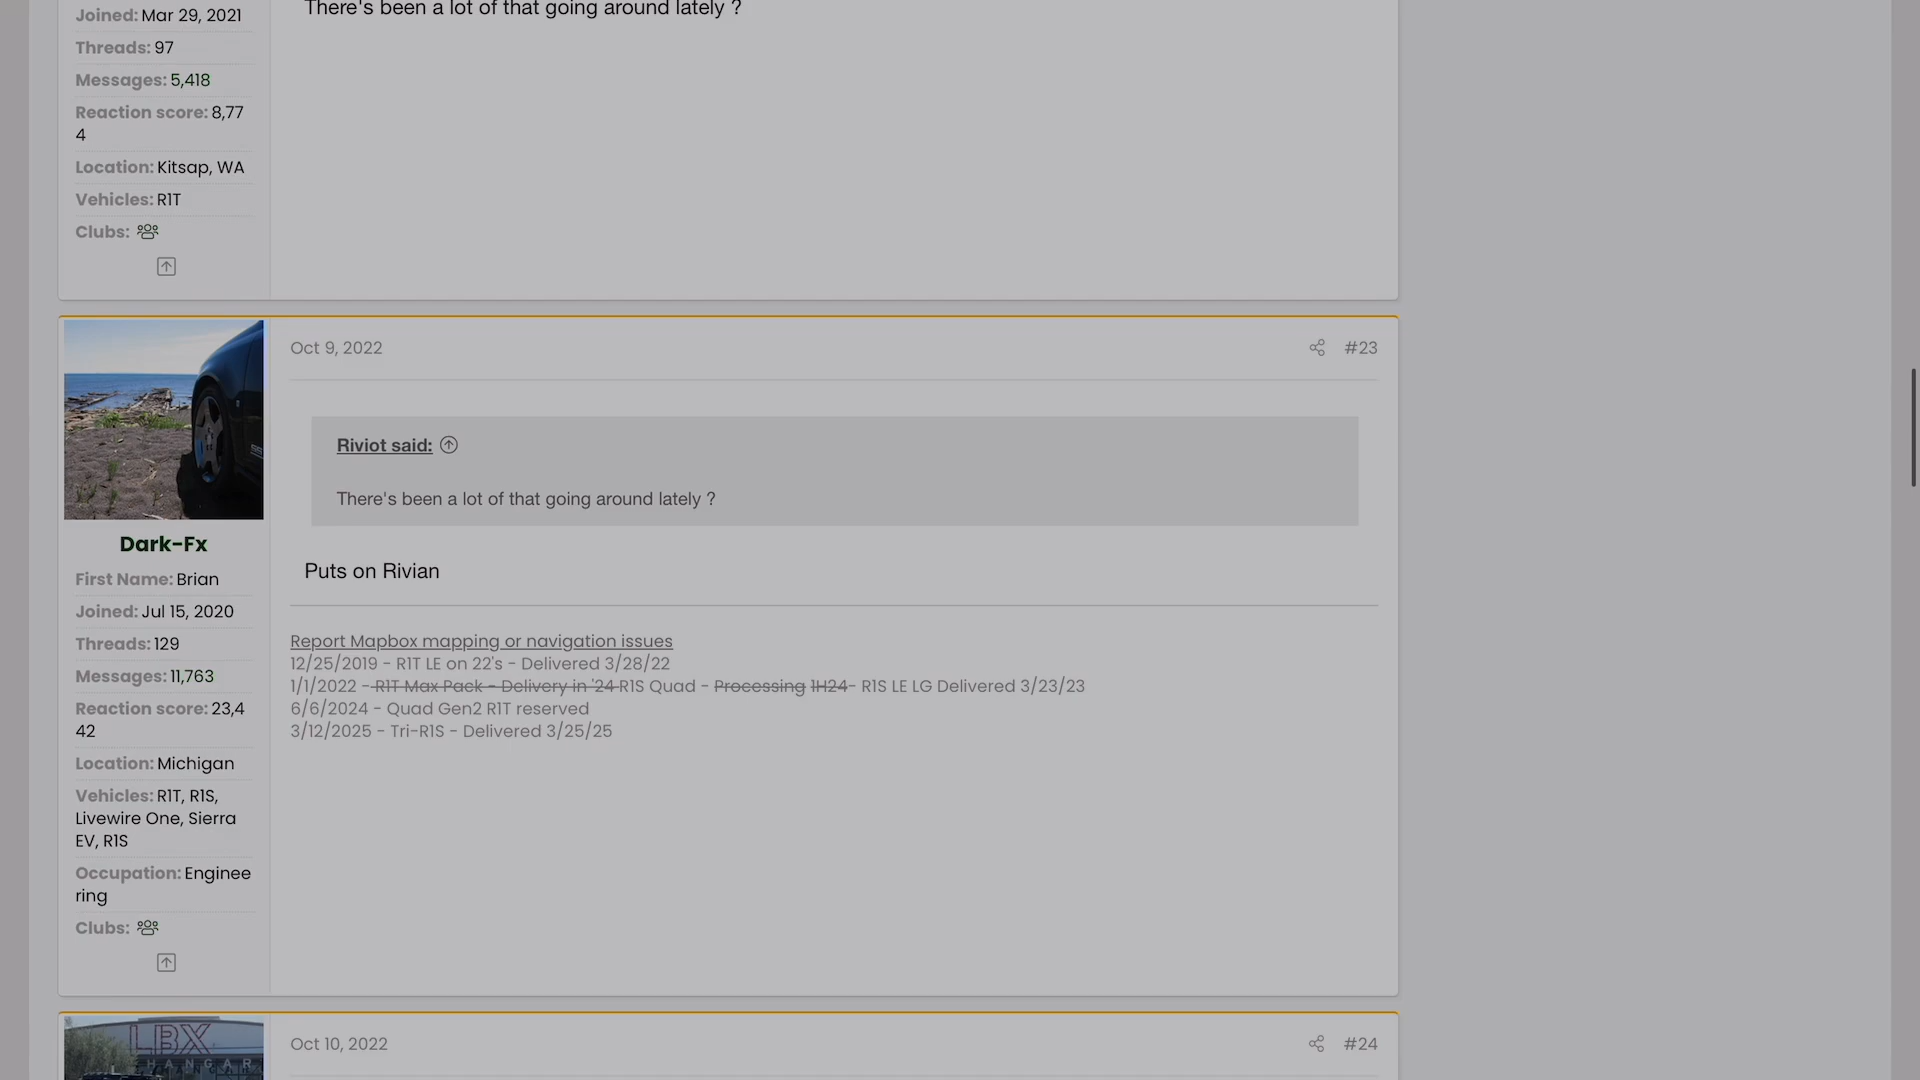 Joined: Mar 29, 2021
There's been a lot of that going around lately ?
Threads: 97
Messages: 5,418
Reaction score: 8,77
4
Location: Kitsap, WA
Vehicles: R1T
Clubs:
Oct 9, 2022
#23
Riviot said:
There's been a lot of that going around lately ?
Puts on Rivian
Report Mapbox mapping or navigation issues
12/25/2019 - R1T LE on 22's - Delivered 3/28/22
1/1/2022 - R1T Max Pack - Delivery in '24 R1S Quad - Processing 1H24- R1S LE LG Delivered 3/23/23
6/6/2024 - Quad Gen2 R1T reserved
3/12/2025 - Tri-R1S - Delivered 3/25/25
Dark-Fx
First Name: Brian
Joined: Jul 15, 2020
Threads: 129
Messages: 11,763
Reaction score: 23,4
42
Location: Michigan
Vehicles: R1T, R1S,
Livewire One, Sierra
EV, R1S
Occupation: Enginee
ring
Clubs:
LBX
HANGAR
Oct 10, 2022
#24